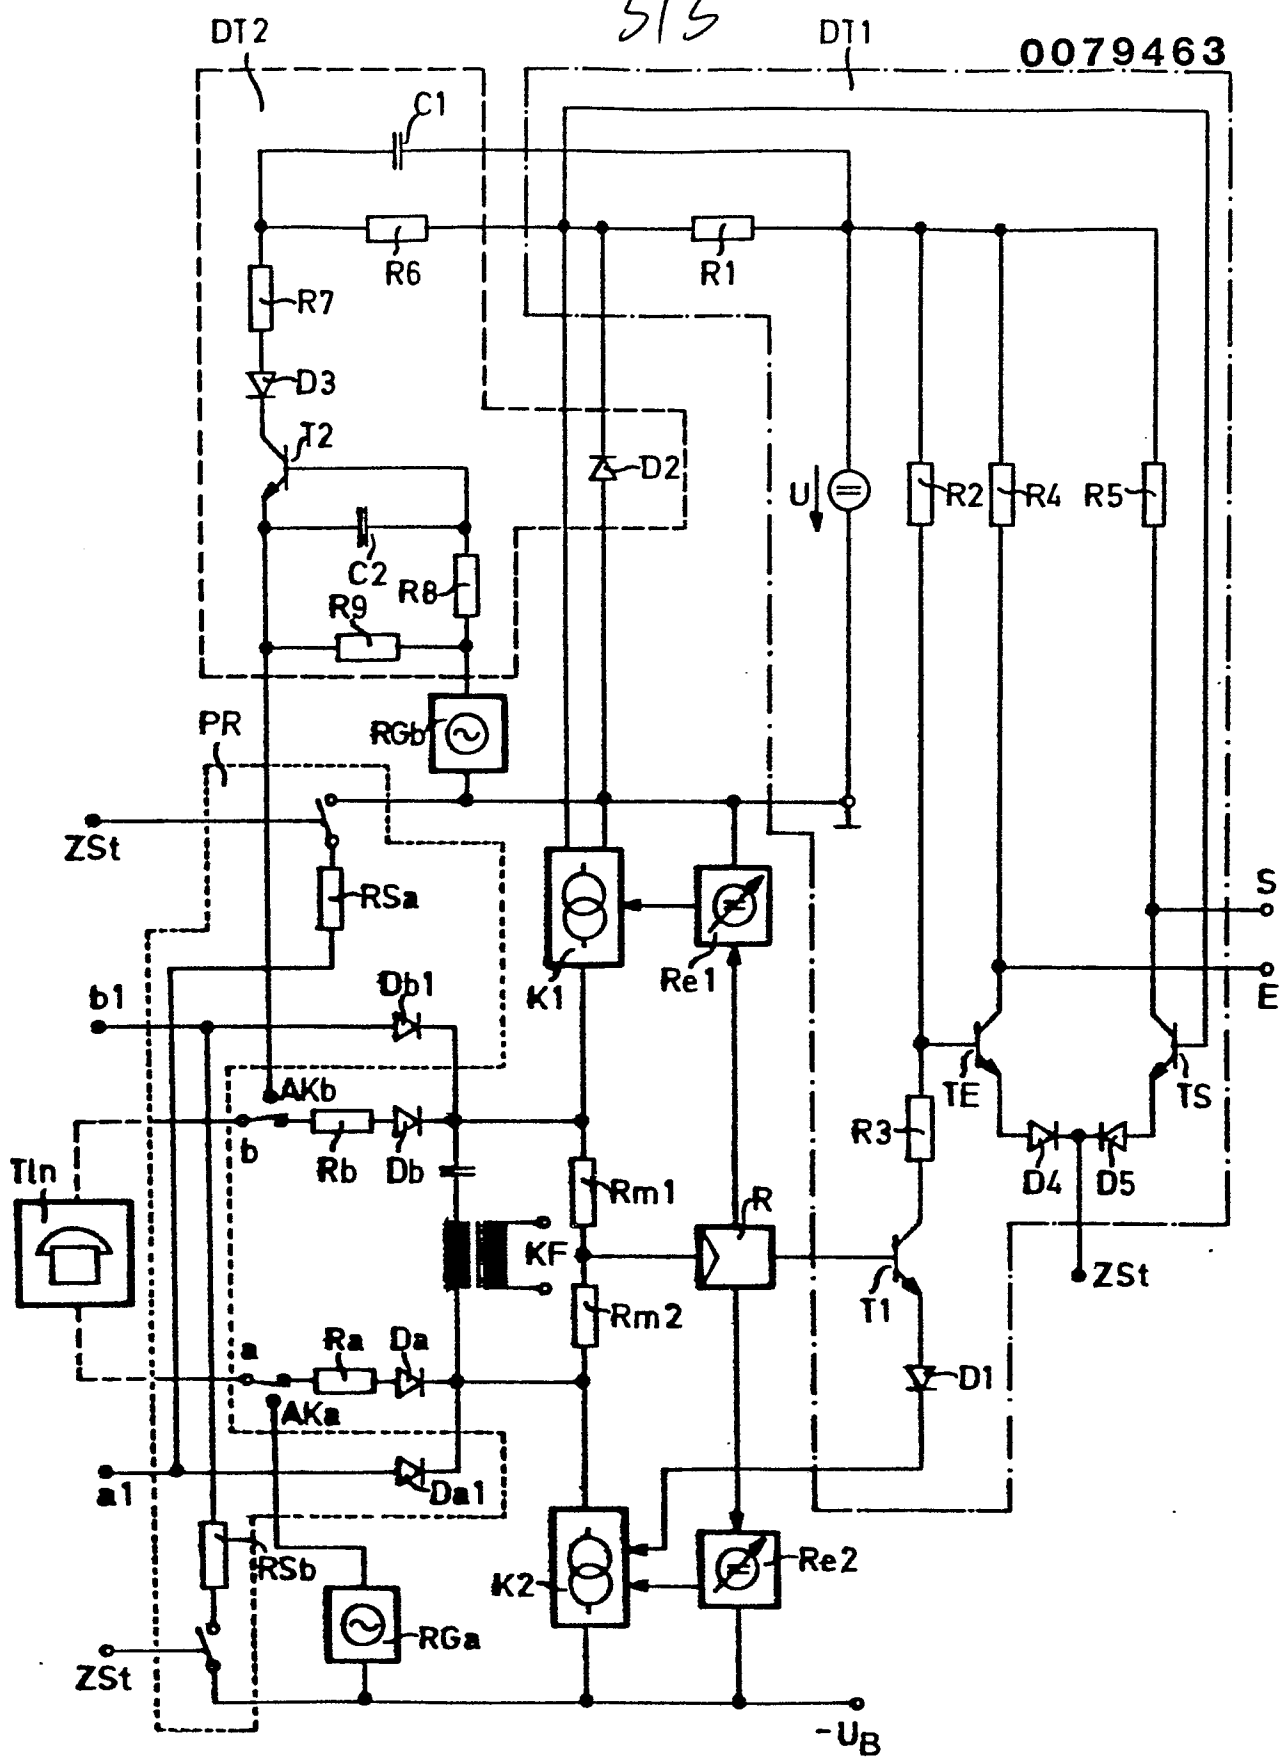 515
DT2
DT1
0079463
C1
R6
R1
R7
D3
T2
D2
U
R2
R4
R5
C2
R8
R9
PR
RGb
ZSt
RSa
S
K1
Re1
E
b1
Db1
AKb
TE
TS
b
Rb
Db
R3
D4
D5
Tln
Rm1
R
KF
ZSt
Rm2
T1
a
Ra
Da
D1
AKa
a1
Da1
RSb
K2
Re2
RGa
ZSt
-UB